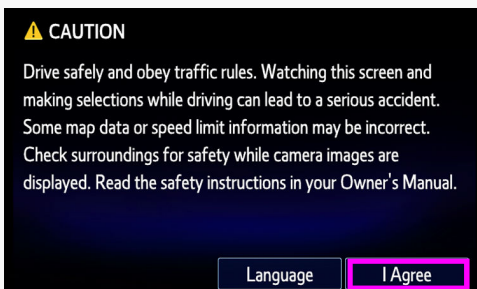 CAUTION
Drive safely and obey traffic rules. Watching this screen and
making selections while driving can lead to a serious accident.
Some map data or speed limit information may be incorrect.
Check surroundings for safety while camera images are
displayed. Read the safety instructions in your Owner's Manual.
Language
I Agree